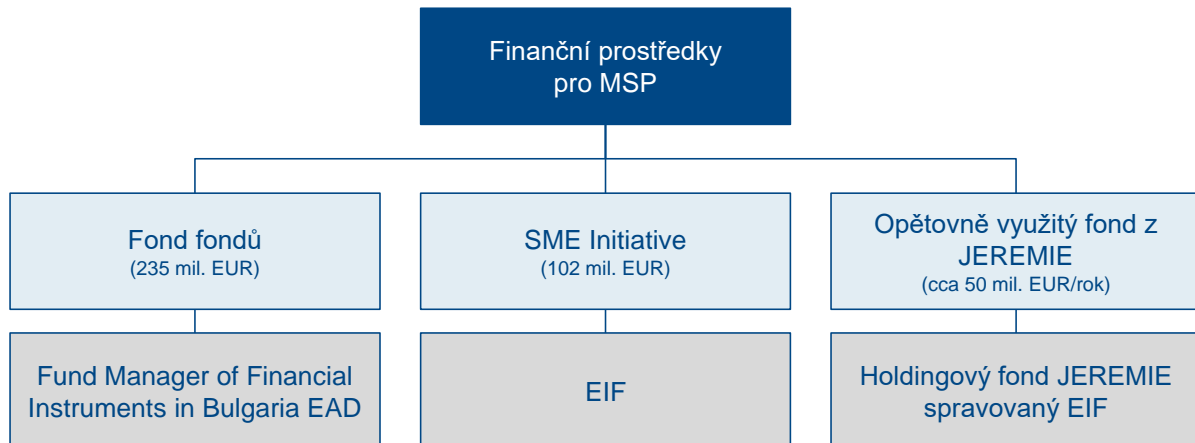 Finanční prostředky
pro MSP
Fond fondů
(235 mil. EUR)
SME Initiative
(102 mil. EUR)
Opětovně využitý fond z
JEREMIE
(cca 50 mil. EUR/rok)
Fund Manager of Financial
Instruments in Bulgaria EAD
EIF
Holdingový fond JEREMIE
spravovaný EIF